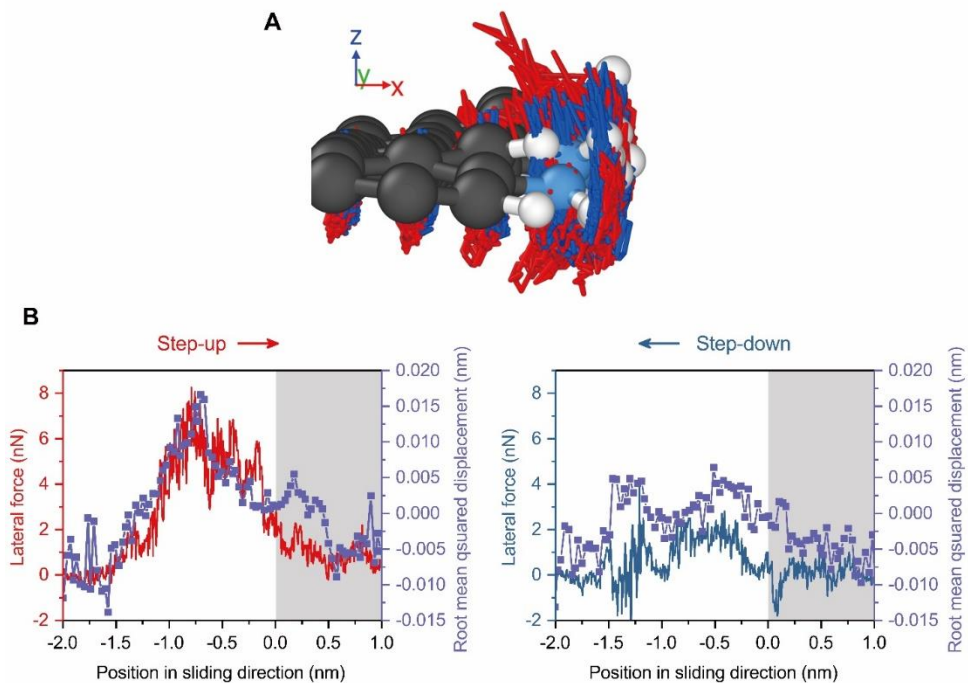 A
z
y
x
B
Step-up
Step-down
Lateral force (nN)
8
6
4
2
0
-2
0.020
0.015
0.010
0.005
0.000
-0.005
-0.010
-0.015
Root mean qsuared displacement (nm)
-2.0 -1.5 -1.0 -0.5 0.0 0.5 1.0
Position in sliding direction (nm)
Lateral force (nN)
8
6
4
2
0
-2
0.020
0.015
0.010
0.005
0.000
-0.005
-0.010
-0.015
Root mean qsuared displacement (nm)
-2.0 -1.5 -1.0 -0.5 0.0 0.5 1.0
Position in sliding direction (nm)